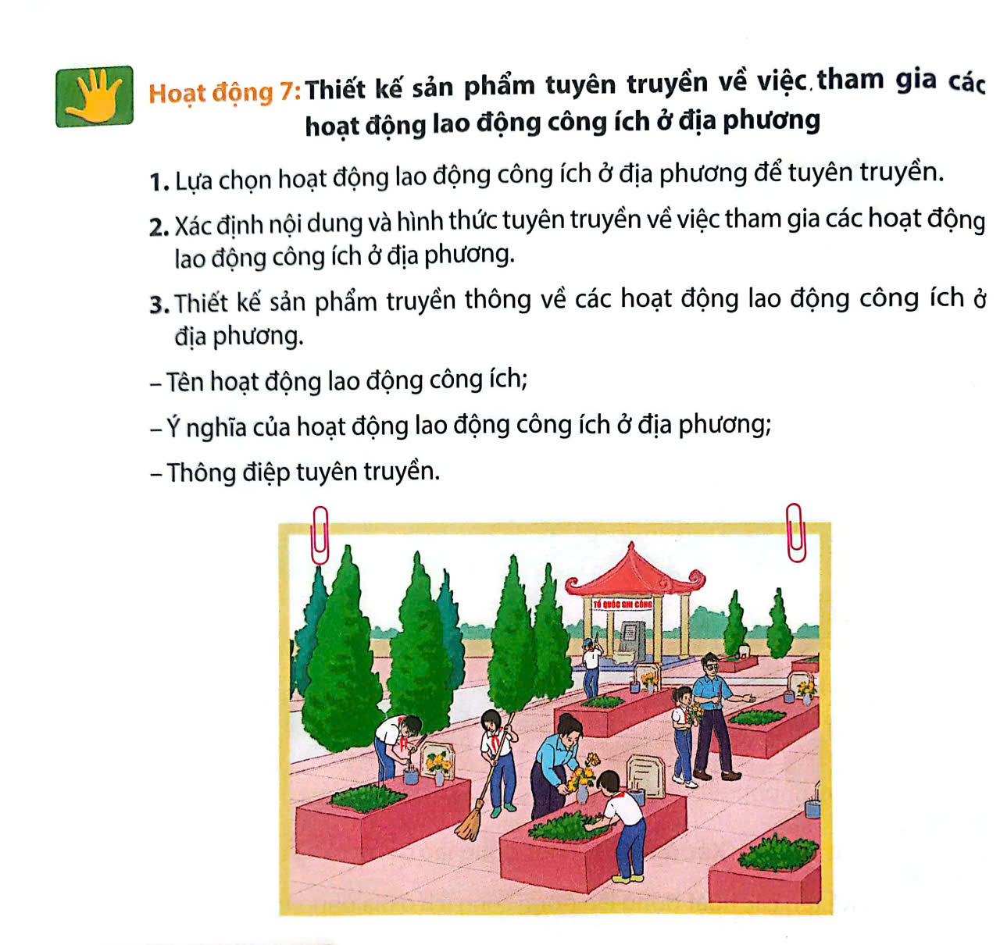 Hoạt động 7: Thiết kế sản phẩm tuyên truyền về việc tham gia các
hoạt động lao động công ích ở địa phương
1. Lựa chọn hoạt động lao động công ích ở địa phương để tuyên truyền.
2. Xác định nội dung và hình thức tuyên truyền về việc tham gia các hoạt động
lao động công ích ở địa phương.
3. Thiết kế sản phẩm truyền thông về các hoạt động lao động công ích ở
địa phương.
– Tên hoạt động lao động công ích;
– Ý nghĩa của hoạt động lao động công ích ở địa phương;
– Thông điệp tuyên truyền.
TỔ QUỐC GHI CÔNG